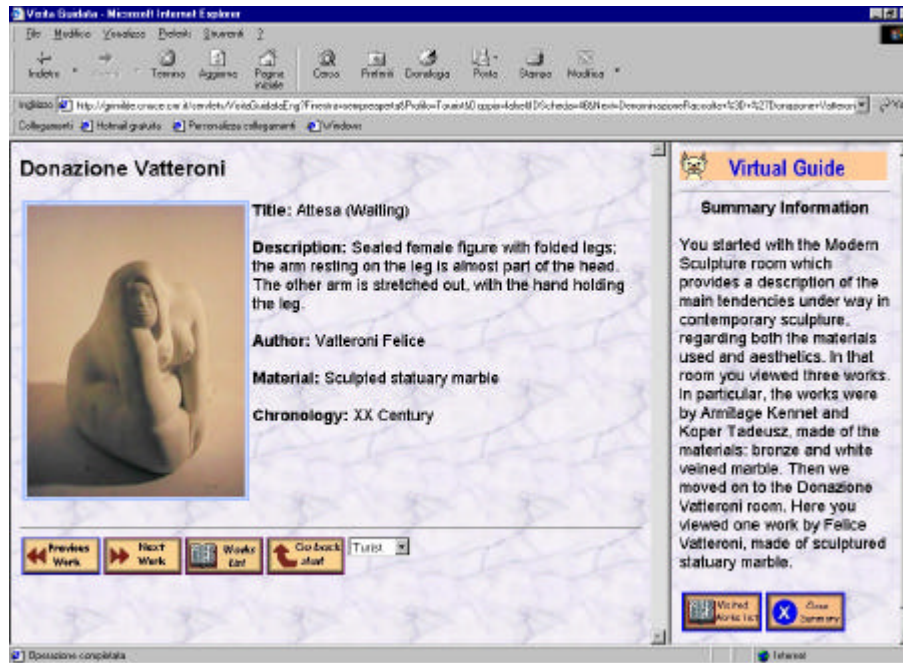 Visita Guidata - Microsoft Internet Explorer
File Modifica Visualizza Preferiti Strumenti ?
Indietro Termina Aggiorna Pagina iniziale Cerca Preferiti Cronologia Posta Stampa Modifica
Indirizzo
Collegamenti Hotmail gratuita Personalizza collegamenti Windows
Donazione Vatteroni
Title: Attesa (Waiting)
Description: Seated female figure with folded legs;
the arm resting on the leg is almost part of the head.
The other arm is stretched out, with the hand holding
the leg.
Author: Vatteroni Felice
Material: Sculpted statuary marble
Chronology: XX Century
Previous
Work
Next
Work
Works
List
Go back
start
Turist
Virtual Guide
Summary Information
You started with the Modern
Sculpture room which
provides a description of the
main tendencies under way in
contemporary sculpture,
regarding both the materials
used and aesthetics. In that
room you viewed three works.
In particular, the works were
by Armitage Kennet and
Koper Tadeusz, made of the
materials: bronze and white
veined marble. Then we
moved on to the Donazione
Vatteroni room. Here you
viewed one work by Felice
Vatteroni, made of sculptured
statuary marble.
Visited
Works List
X
Close
Summary
Operazione completata
Internet